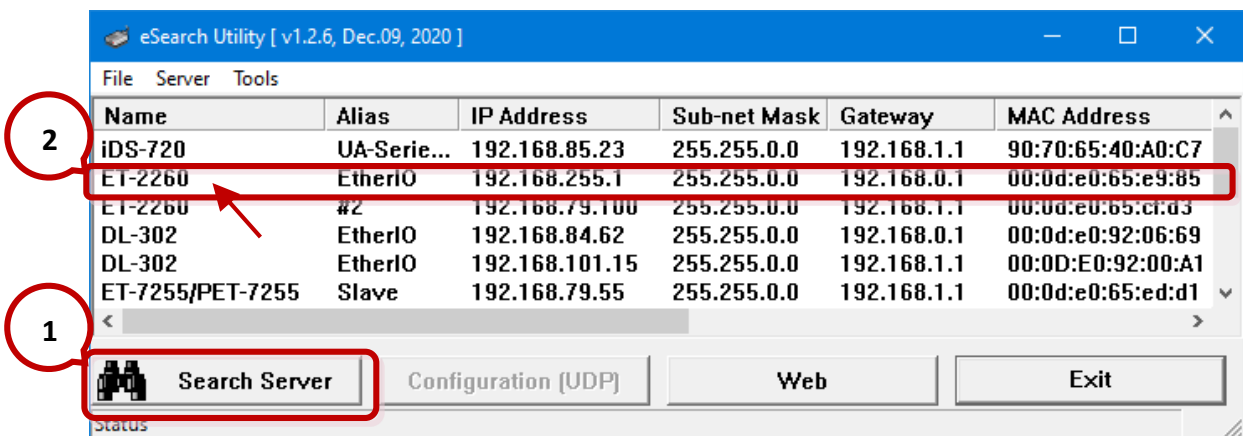 eSearch Utility [ v1.2.6, Dec.09, 2020 ]
File Server Tools
Name Alias IP Address Sub-net Mask Gateway MAC Address
2
iDS-720 UA-Serie... 192.168.85.23 255.255.0.0 192.168.1.1 90:70:65:40:A0:C7
ET-2260 EtherIO 192.168.255.1 255.255.0.0 192.168.0.1 00:0d:e0:65:e9:85
ET-2260 #2 192.168.79.100 255.255.0.0 192.168.1.1 00:0d:e0:65:cf:d3
DL-302 EtherIO 192.168.84.62 255.255.0.0 192.168.0.1 00:0d:e0:92:06:69
DL-302 EtherIO 192.168.101.15 255.255.0.0 192.168.1.1 00:0D:E0:92:00:A1
ET-7255/PET-7255 Slave 192.168.79.55 255.255.0.0 192.168.1.1 00:0d:e0:65:ed:d1
1
Search Server Configuration (UDP) Web Exit
Status